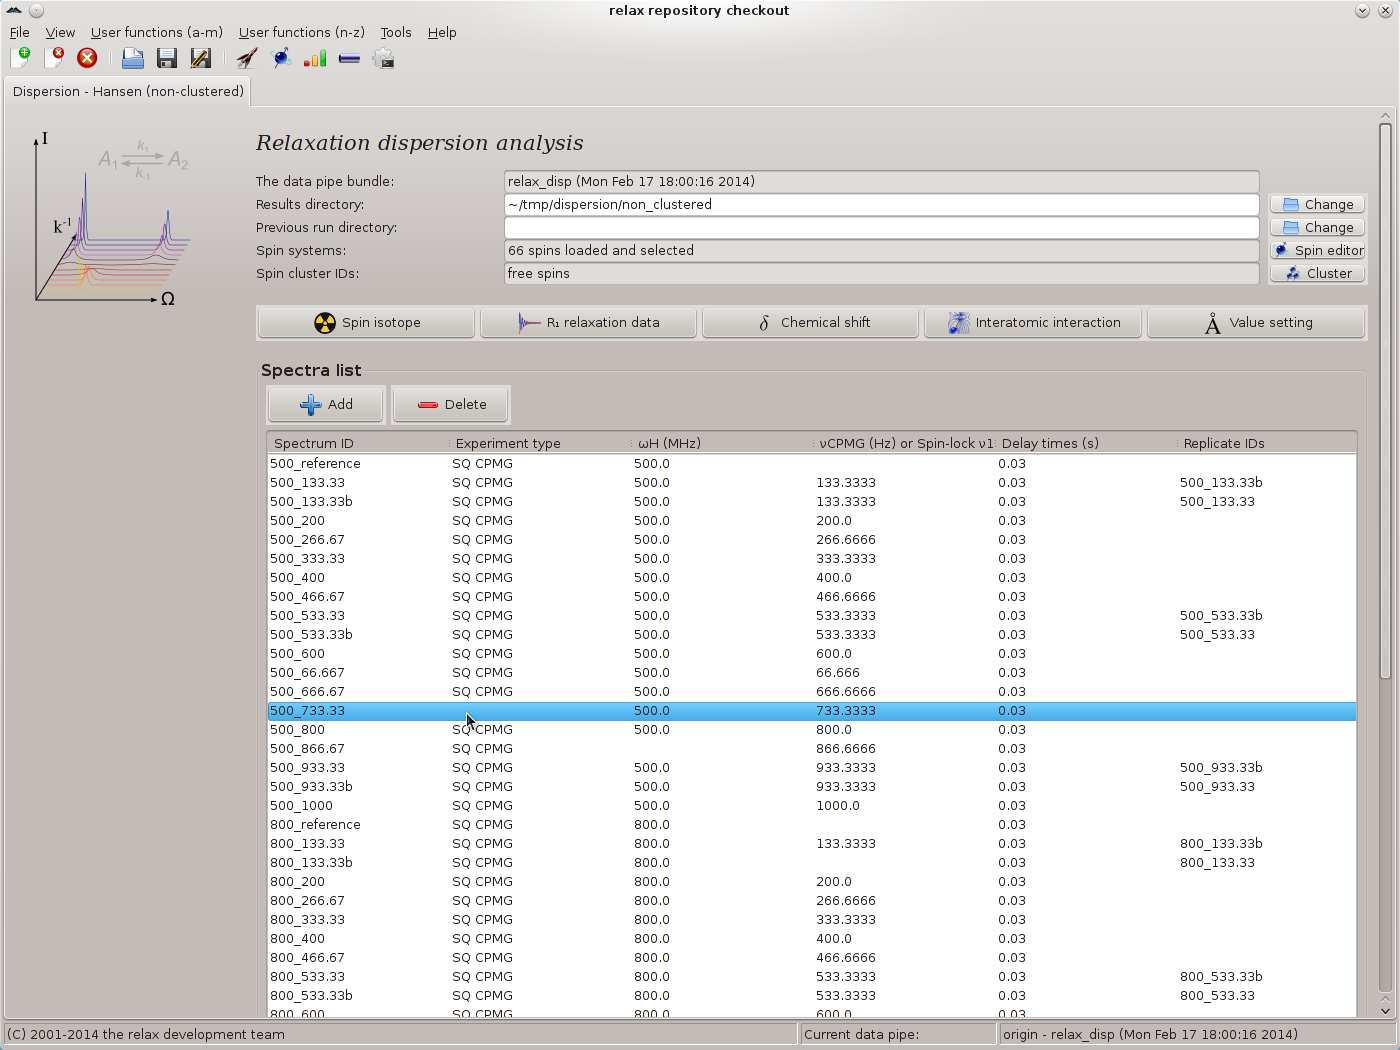 relax repository checkout
File View User functions (a-m) User functions (n-z) Tools Help
Dispersion - Hansen (non-clustered)
I
A1 k1 k-1 A2
k-1
Ω
Relaxation dispersion analysis
The data pipe bundle: relax_disp (Mon Feb 17 18:00:16 2014)
Results directory: ~/tmp/dispersion/non_clustered Change
Previous run directory: Change
Spin systems: 66 spins loaded and selected Spin editor
Spin cluster IDs: free spins Cluster
Spin isotope R₁ relaxation data δ Chemical shift Interatomic interaction Å Value setting
Spectra list
Add Delete
Spectrum ID Experiment type ωH (MHz) νCPMG (Hz) or Spin-lock ν1 Delay times (s) Replicate IDs
500_reference SQ CPMG 500.0 0.03
500_133.33 SQ CPMG 500.0 133.3333 0.03 500_133.33b
500_133.33b SQ CPMG 500.0 133.3333 0.03 500_133.33
500_200 SQ CPMG 500.0 200.0 0.03
500_266.67 SQ CPMG 500.0 266.6666 0.03
500_333.33 SQ CPMG 500.0 333.3333 0.03
500_400 SQ CPMG 500.0 400.0 0.03
500_466.67 SQ CPMG 500.0 466.6666 0.03
500_533.33 SQ CPMG 500.0 533.3333 0.03 500_533.33b
500_533.33b SQ CPMG 500.0 533.3333 0.03 500_533.33
500_600 SQ CPMG 500.0 600.0 0.03
500_66.667 SQ CPMG 500.0 66.666 0.03
500_666.67 SQ CPMG 500.0 666.6666 0.03
500_733.33 500.0 733.3333 0.03
500_800 SQ CPMG 500.0 800.0 0.03
500_866.67 SQ CPMG 866.6666 0.03
500_933.33 SQ CPMG 500.0 933.3333 0.03 500_933.33b
500_933.33b SQ CPMG 500.0 933.3333 0.03 500_933.33
500_1000 SQ CPMG 500.0 1000.0 0.03
800_reference SQ CPMG 800.0 0.03
800_133.33 SQ CPMG 800.0 133.3333 0.03 800_133.33b
800_133.33b SQ CPMG 800.0 0.03 800_133.33
800_200 SQ CPMG 800.0 200.0 0.03
800_266.67 SQ CPMG 800.0 266.6666 0.03
800_333.33 SQ CPMG 800.0 333.3333 0.03
800_400 SQ CPMG 800.0 400.0 0.03
800_466.67 SQ CPMG 800.0 466.6666 0.03
800_533.33 SQ CPMG 800.0 533.3333 0.03 800_533.33b
800_533.33b SQ CPMG 800.0 533.3333 0.03 800_533.33
800_600 SQ CPMG 800.0 600.0 0.03
(C) 2001-2014 the relax development team Current data pipe: origin - relax_disp (Mon Feb 17 18:00:16 2014)